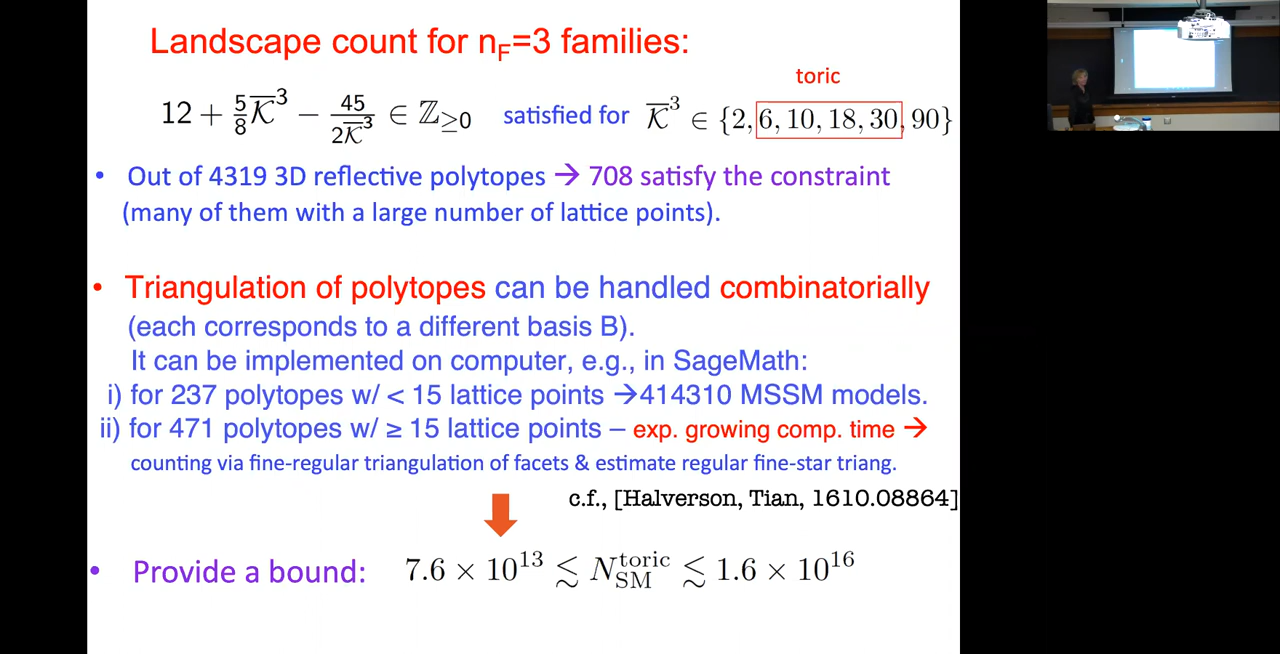 Landscape count for n_F=3 families:
toric
12 + 5/8 K̅³ − 45/(2K̅³) ∈ ℤ≥0 satisfied for K̅³ ∈ {2, 6, 10, 18, 30, 90}
• Out of 4319 3D reflective polytopes → 708 satisfy the constraint
(many of them with a large number of lattice points).
• Triangulation of polytopes can be handled combinatorially
(each corresponds to a different basis B).
It can be implemented on computer, e.g., in SageMath:
i) for 237 polytopes w/ < 15 lattice points →414310 MSSM models.
ii) for 471 polytopes w/ ≥ 15 lattice points – exp. growing comp. time →
counting via fine-regular triangulation of facets & estimate regular fine-star triang.
c.f., [Halverson, Tian, 1610.08864]
• Provide a bound: 7.6 × 10¹³ ≲ N_SM^toric ≲ 1.6 × 10¹⁶